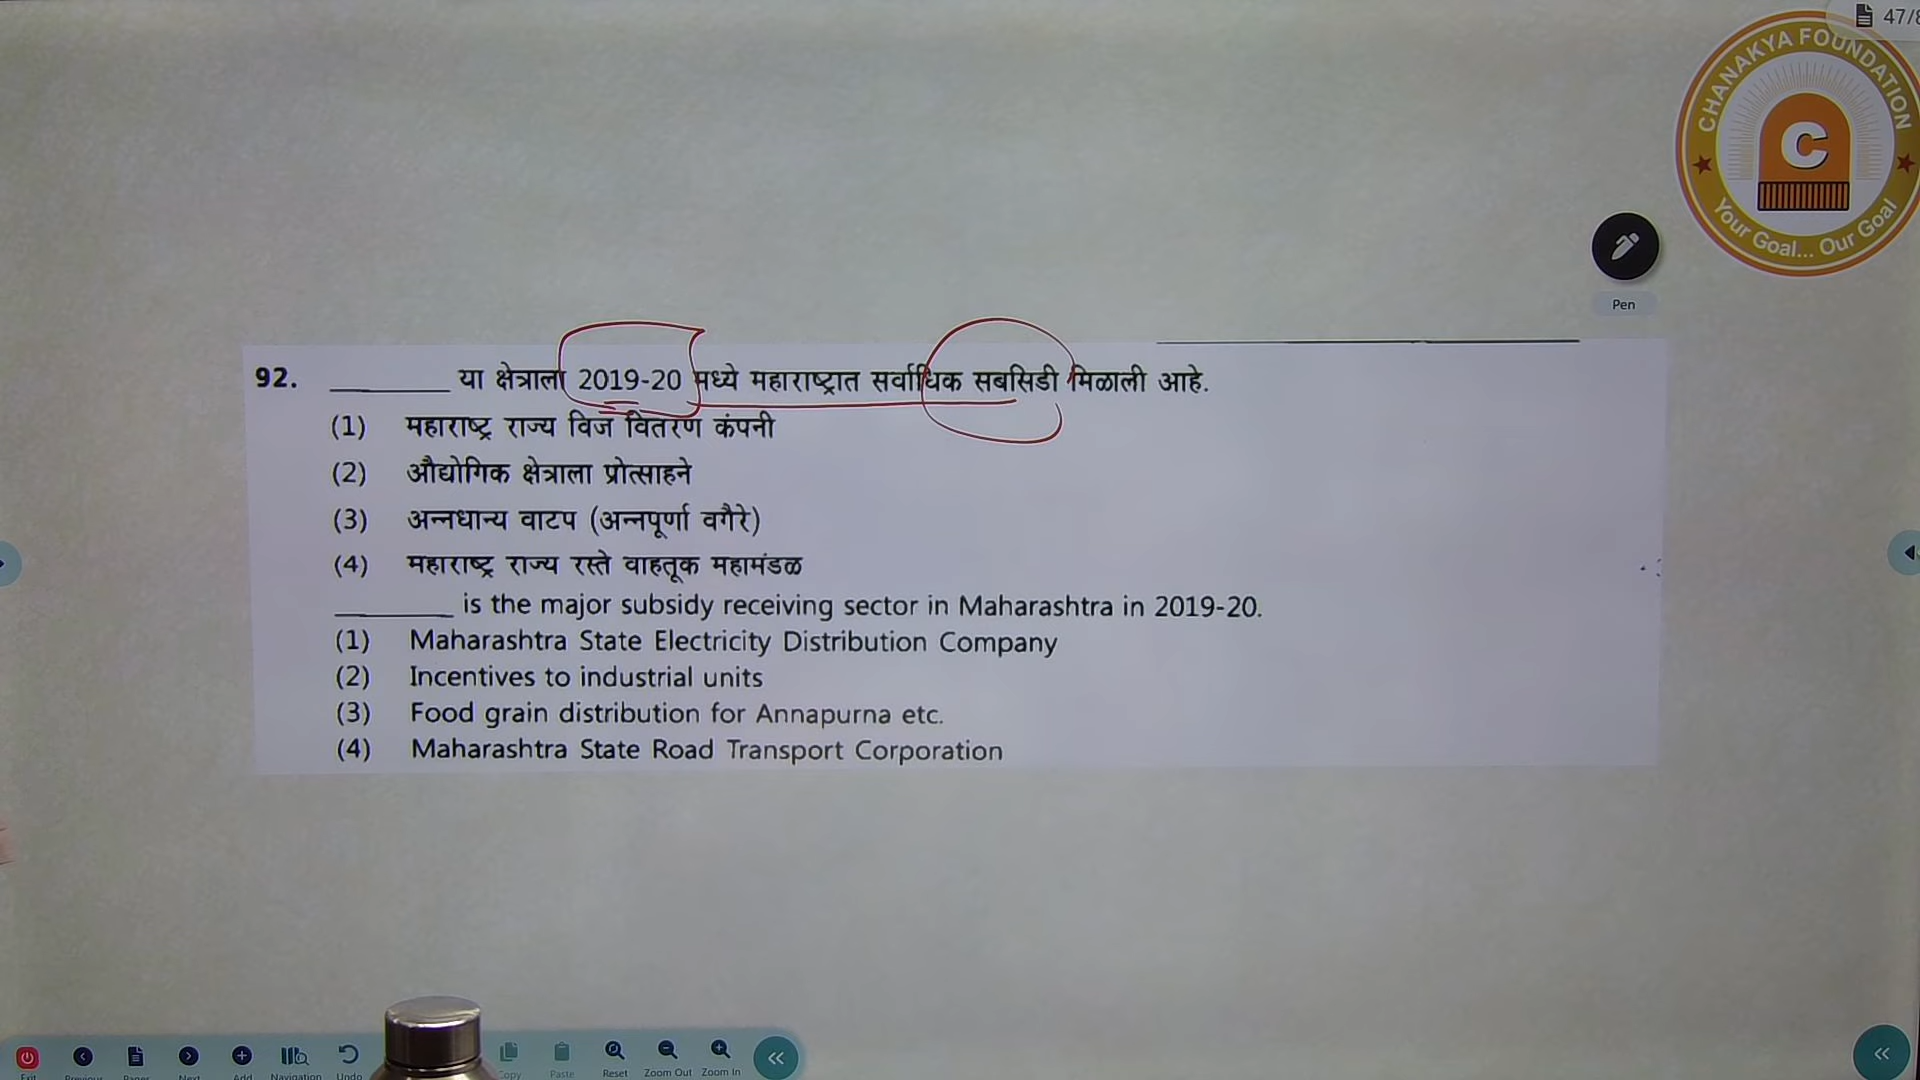 47/8
CHANAKYA FOUNDATION
C
Your Goal... Our Goal
Pen
92. ________ या क्षेत्राला 2019-20 मध्ये महाराष्ट्रात सर्वाधिक सबसिडी मिळाली आहे.
(1) महाराष्ट्र राज्य विज वितरण कंपनी
(2) औद्योगिक क्षेत्राला प्रोत्साहने
(3) अन्नधान्य वाटप (अन्नपूर्णा वगैरे)
(4) महाराष्ट्र राज्य रस्ते वाहतूक महामंडळ
________ is the major subsidy receiving sector in Maharashtra in 2019-20.
(1) Maharashtra State Electricity Distribution Company
(2) Incentives to industrial units
(3) Food grain distribution for Annapurna etc.
(4) Maharashtra State Road Transport Corporation
Exit Previous Pages Next Add Navigation Undo Copy Paste Reset Zoom Out Zoom In